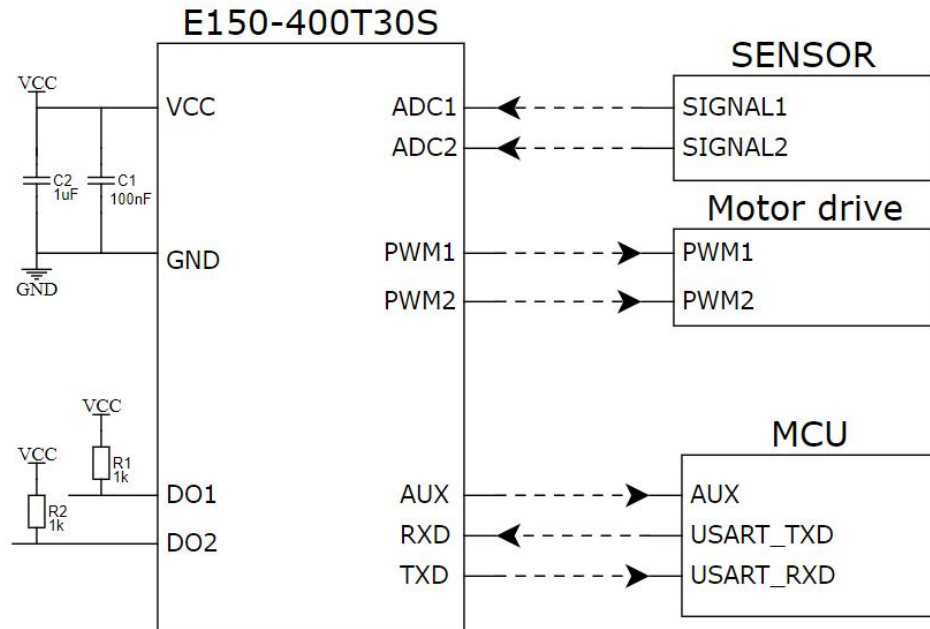 E150-400T30S
SENSOR
VCC
VCC
ADC1
SIGNAL1
ADC2
SIGNAL2
C2
1uF
C1
100nF
Motor drive
GND
PWM1
PWM1
GND
PWM2
PWM2
VCC
MCU
VCC
R1
1k
DO1
AUX
AUX
R2
1k
DO2
RXD
USART_TXD
TXD
USART_RXD